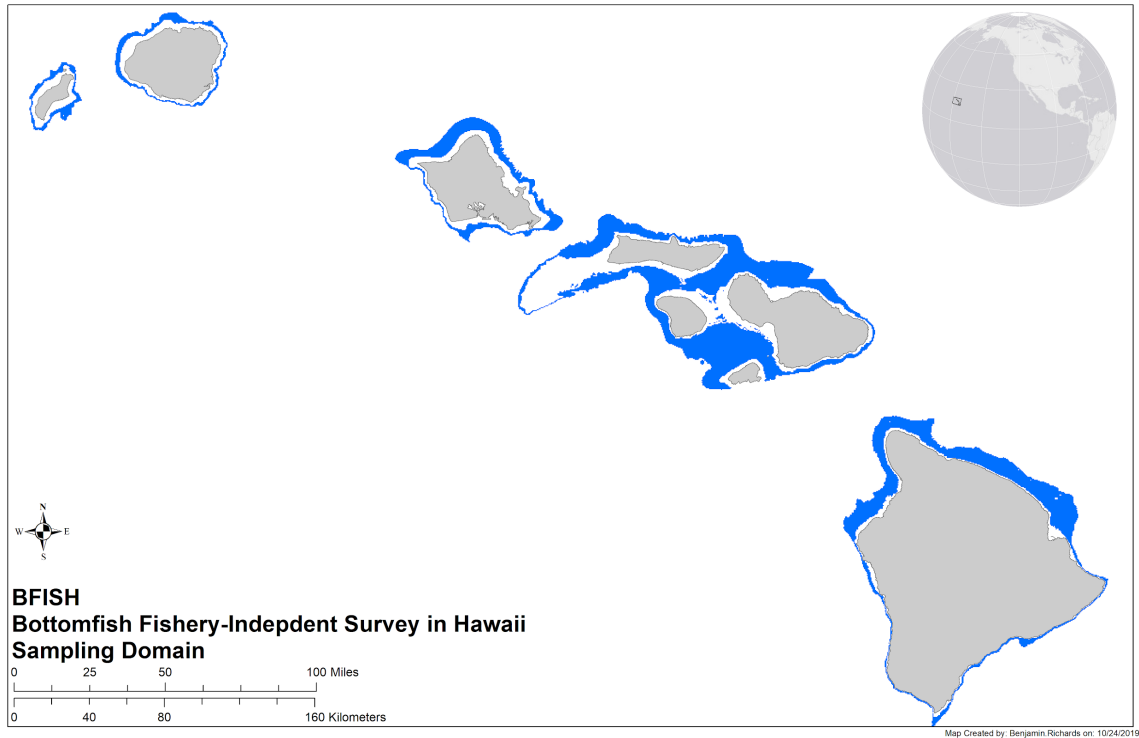 N
W E
S
BFISH
Bottomfish Fishery-Indepdent Survey in Hawaii
Sampling Domain
0 25 50 100 Miles
0 40 80 160 Kilometers
Map Created by: Benjamin.Richards on: 10/24/2019